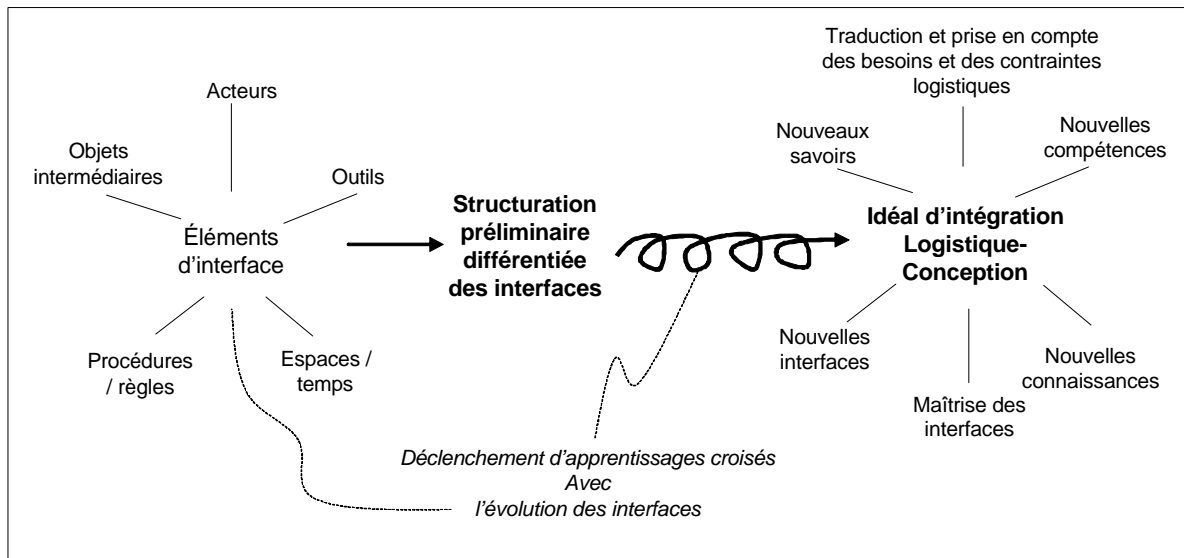 Acteurs
Objets
intermédiaires
Outils
Éléments
d'interface
Procédures
/ règles
Espaces /
temps
Structuration
préliminaire
différentiée
des interfaces
Déclenchement d'apprentissages croisés
Avec
l'évolution des interfaces
Traduction et prise en compte
des besoins et des contraintes
logistiques
Nouveaux
savoirs
Nouvelles
compétences
Idéal d'intégration
Logistique-
Conception
Nouvelles
interfaces
Maîtrise des
interfaces
Nouvelles
connaissances